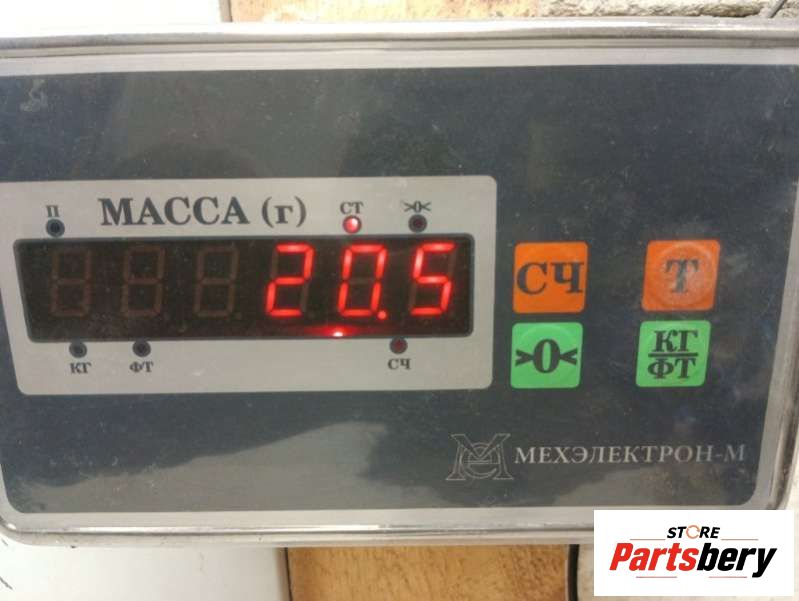 П МАССА (г) СТ >0<
20.5
КГ ФТ СЧ
СЧ Т
>0< КГ
ФТ
МЕХЭЛЕКТРОН-М
STORE
Partsbery